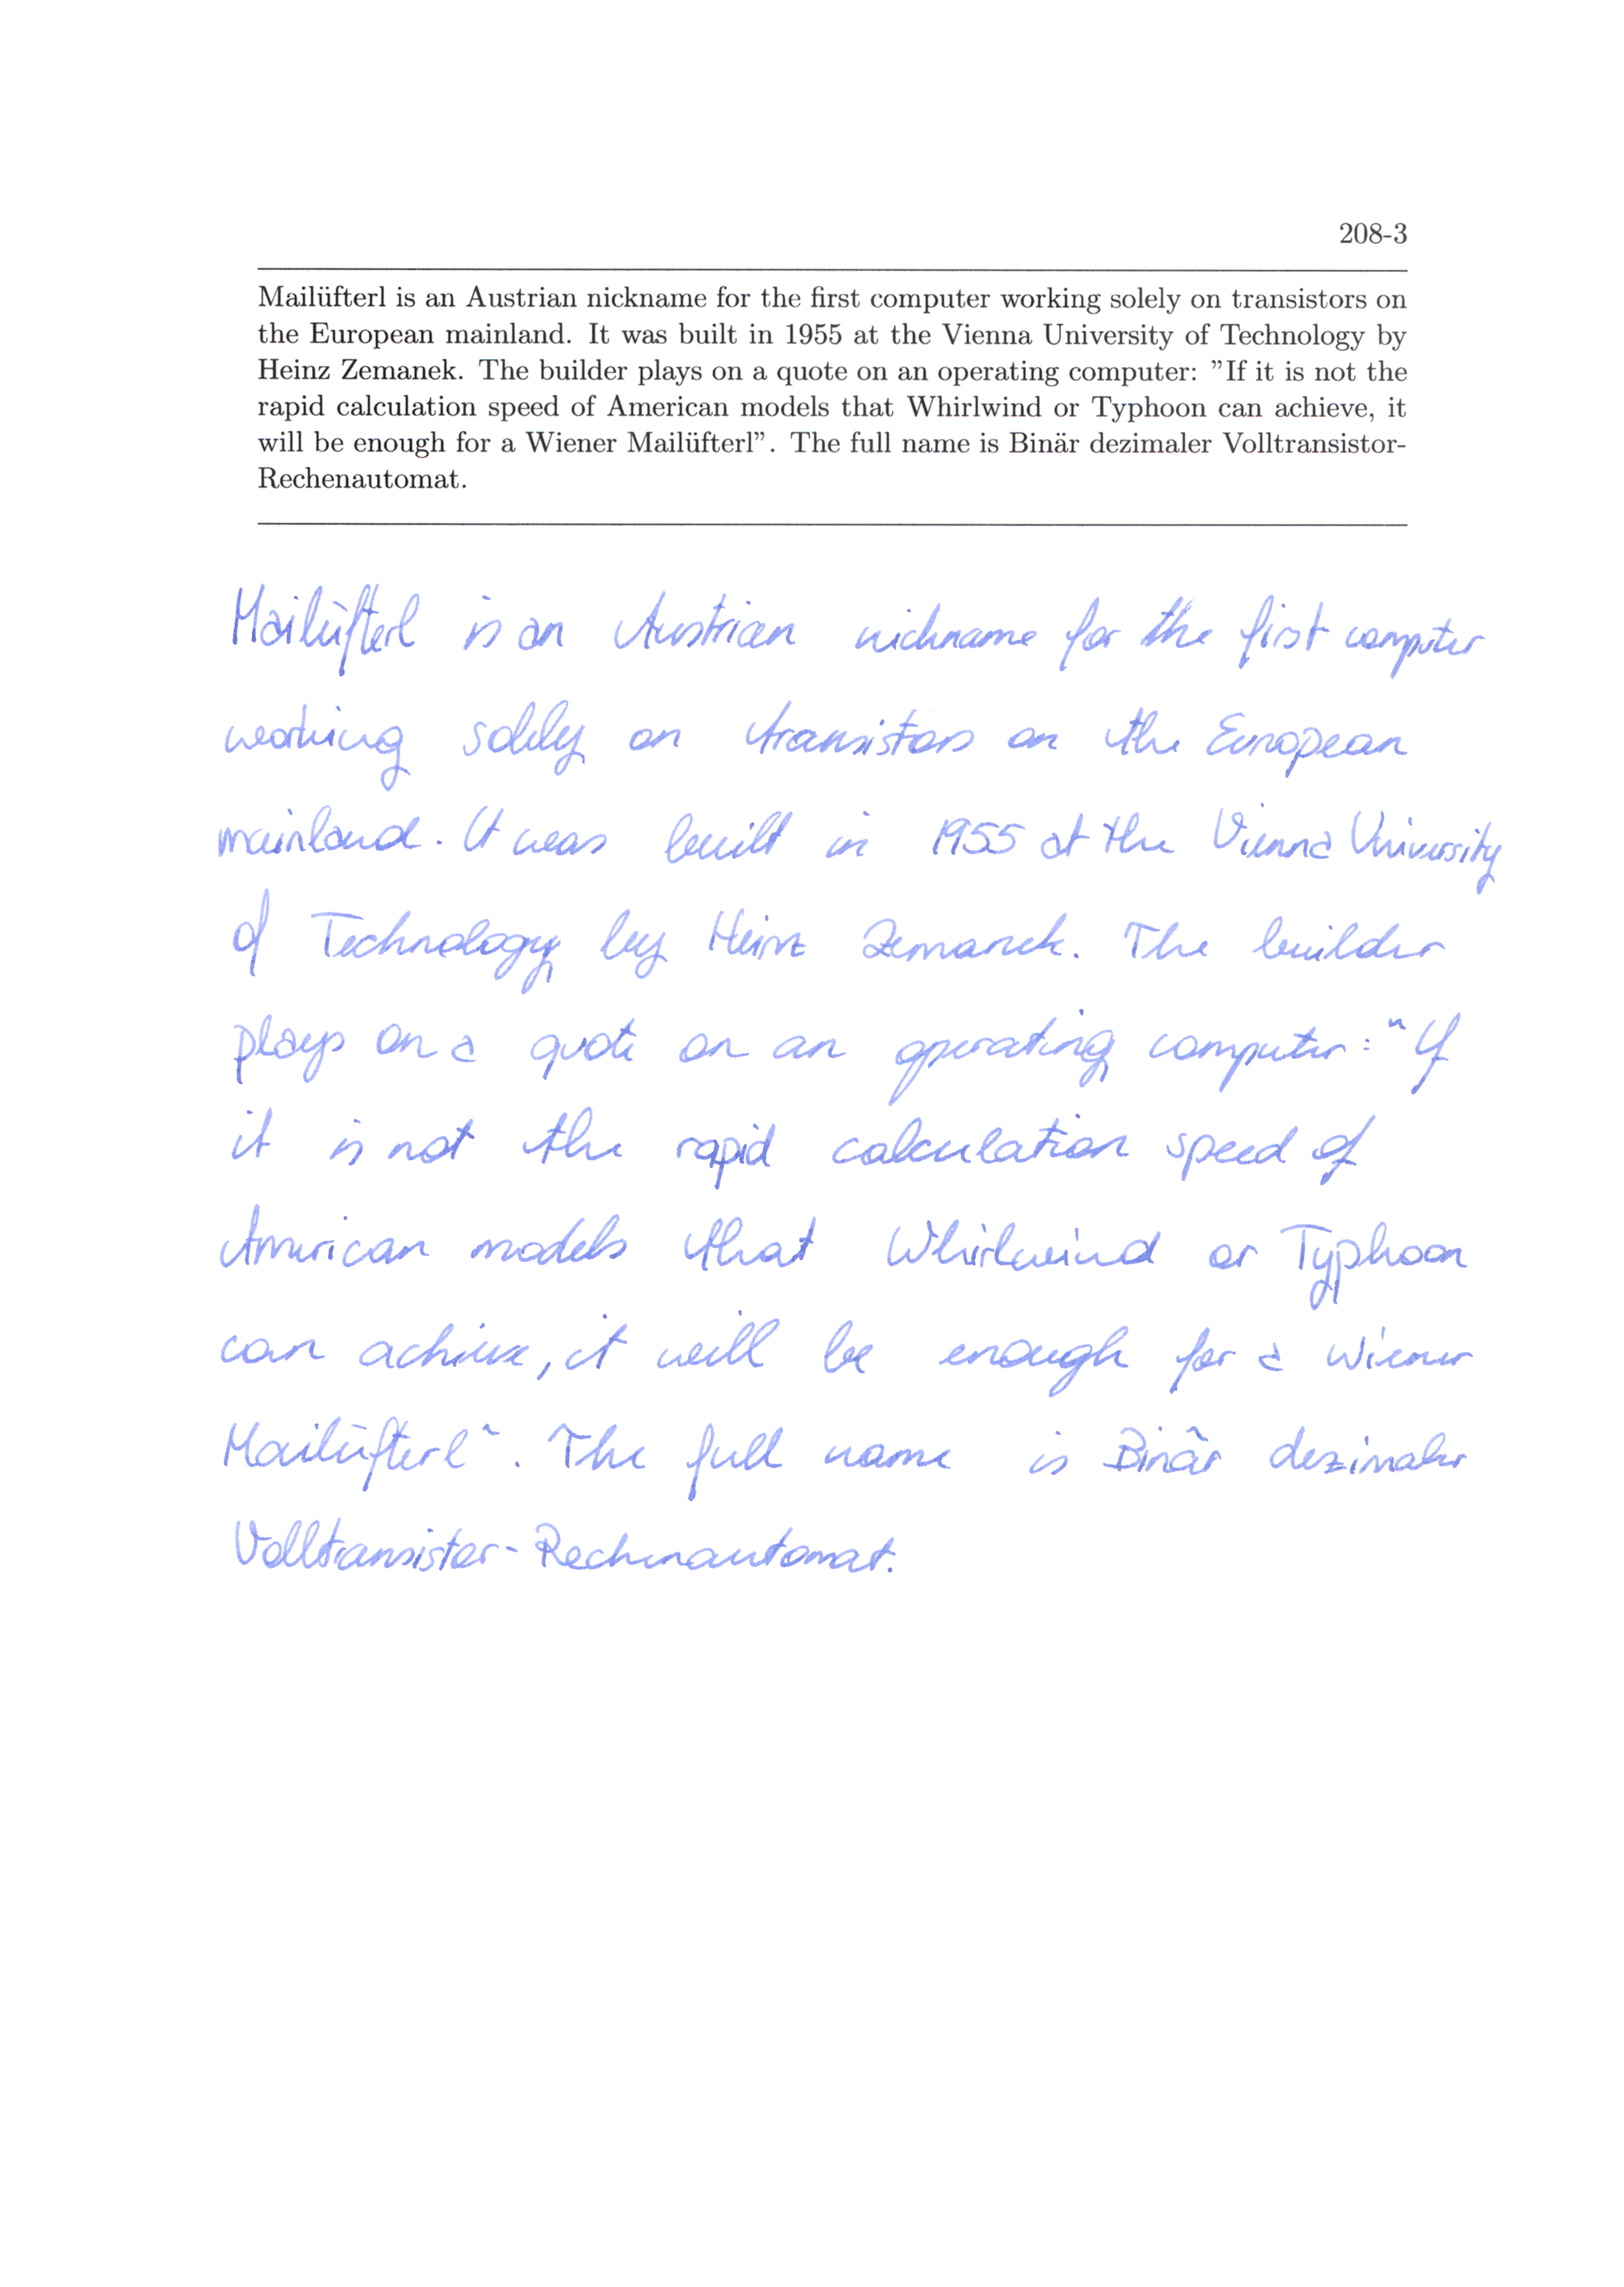 208-3
Mailüfterl is an Austrian nickname for the first computer working solely on transistors on
the European mainland. It was built in 1955 at the Vienna University of Technology by
Heinz Zemanek. The builder plays on a quote on an operating computer: ”If it is not the
rapid calculation speed of American models that Whirlwind or Typhoon can achieve, it
will be enough for a Wiener Mailüfterl”. The full name is Binär dezimaler Volltransistor-
Rechenautomat.
Mailüfterl is an Austrian nickname for the first computer
working solely on transistors on the European
mainland. It was built in 1955 at the Vienna University
of Technology by Heinz Zemanek. The builder
plays on a quote on an operating computer: "If
it is not the rapid calculation speed of
American models that Whirlwind or Typhoon
can achieve, it will be enough for a Wiener
Mailüfterl". The full name is Binär dezimaler
Volltransistor-Rechenautomat.